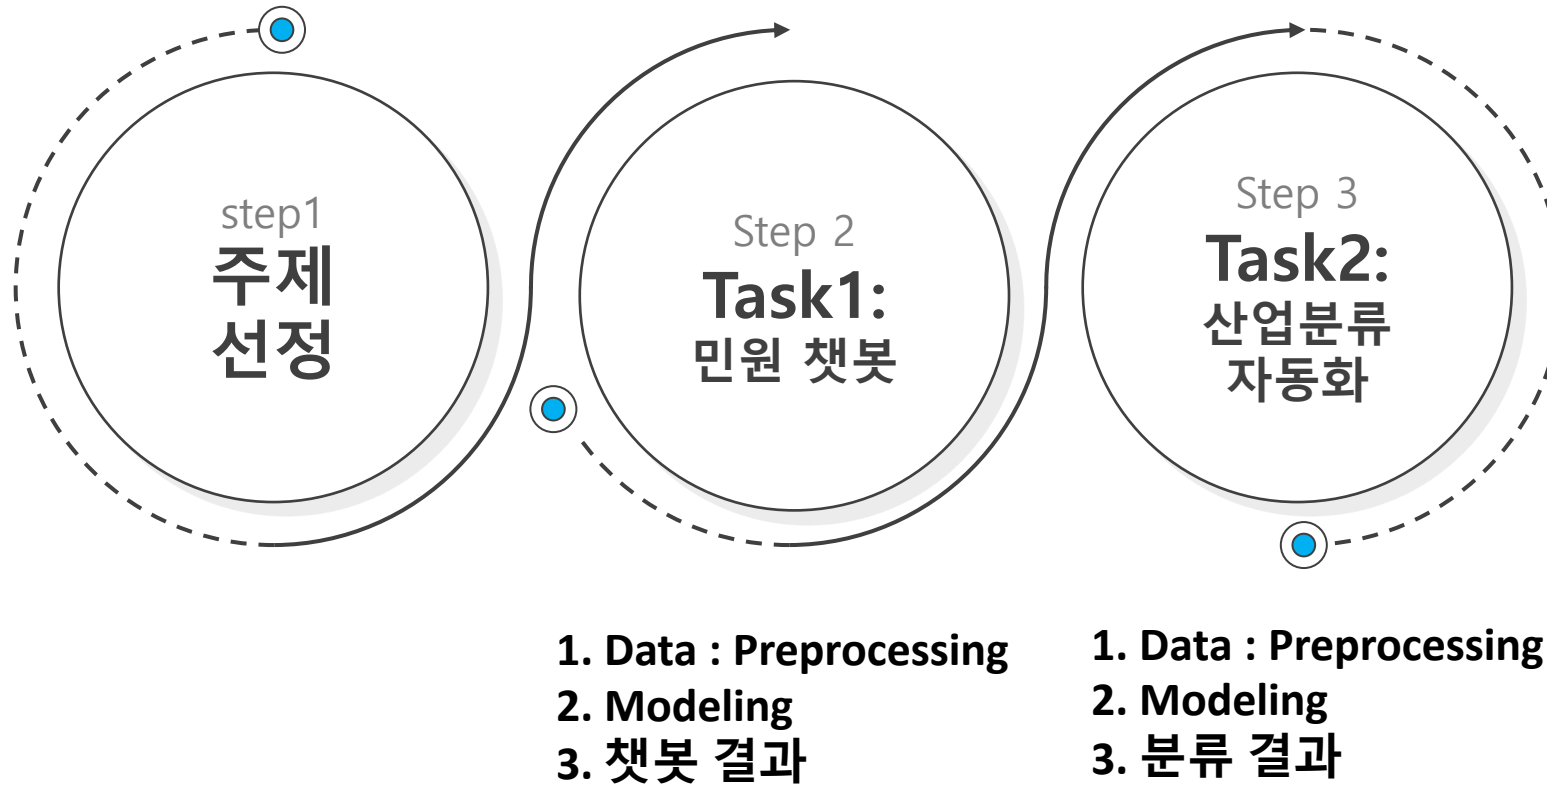 step1
주제
선정
Step 2
Task1:
민원 챗봇
Step 3
Task2:
산업분류
자동화
1. Data : Preprocessing
2. Modeling
3. 챗봇 결과
1. Data : Preprocessing
2. Modeling
3. 분류 결과